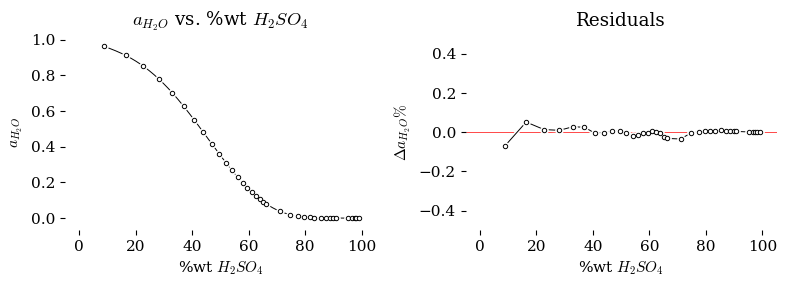 $a_{H_2O}$ vs. %wt $H_2SO_4$
1.0
0.8
0.6
0.4
0.2
0.0
$a_{H_2O}$
0 20 40 60 80 100
%wt $H_2SO_4$
Residuals
0.4
0.2
0.0
−0.2
−0.4
$\Delta a_{H_2O}\%$
0 20 40 60 80 100
%wt $H_2SO_4$